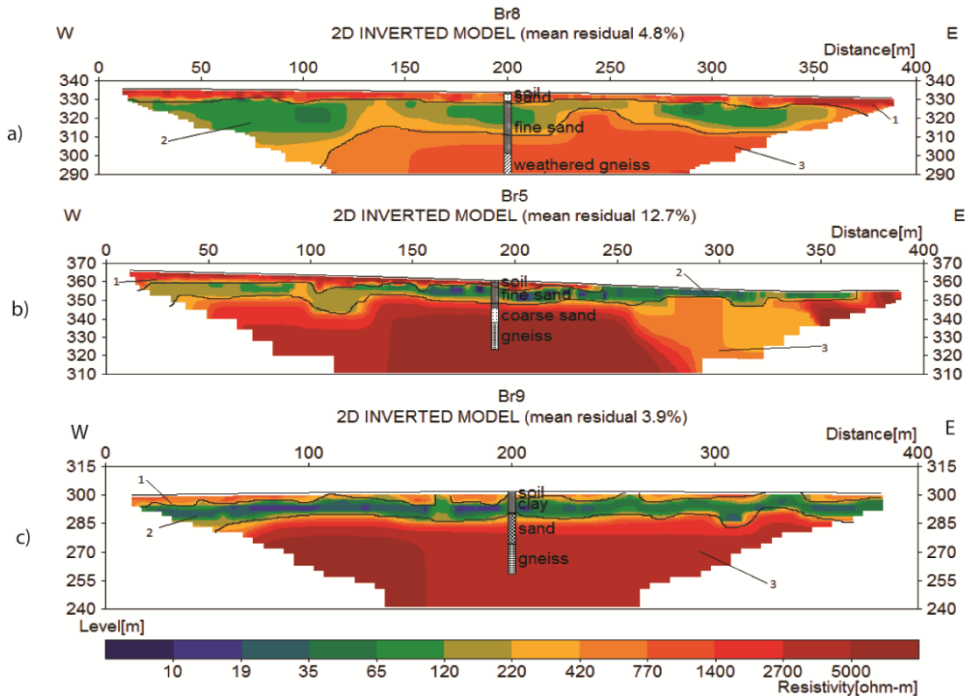 Br8
W 2D INVERTED MODEL (mean residual 4.8%) E
Distance[m]
0 50 100 150 200 250 300 350 400
a)
340 340
330 330
320 320
310 310
300 300
290 290
soil
sand
fine sand
weathered gneiss
1
2
3
Br5
W 2D INVERTED MODEL (mean residual 12.7%) E
Distance[m]
0 50 100 150 200 250 300 350 400
b)
370 370
360 360
350 350
340 340
330 330
320 320
310 310
soil
fine sand
coarse sand
gneiss
1
2
3
Br9
W 2D INVERTED MODEL (mean residual 3.9%) E
Distance[m]
0 100 200 300 400
c)
315 315
300 300
285 285
270 270
255 255
240 240
soil
clay
sand
gneiss
1
2
3
Level[m]
10 19 35 65 120 220 420 770 1400 2700 5000
Resistivity[ohm-m]